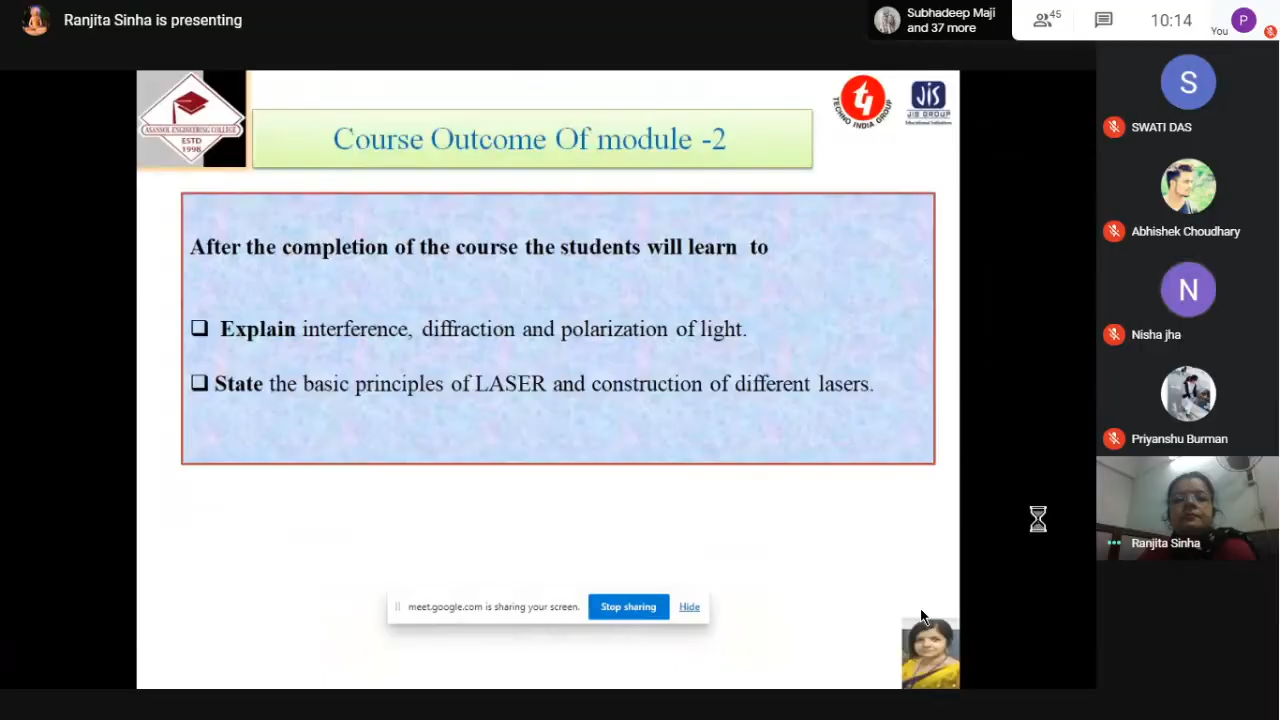 Ranjita Sinha is presenting
Subhadeep Maji
and 37 more
45
10:14
You
P
ASANSOL ENGINEERING COLLEGE
ESTD
1998
TECHNO INDIA GROUP
JIS
JIS GROUP
Educational Initiatives
Course Outcome Of module -2
After the completion of the course the students will learn to
❑ Explain interference, diffraction and polarization of light.
❑ State the basic principles of LASER and construction of different lasers.
meet.google.com is sharing your screen.
Stop sharing
Hide
S
SWATI DAS
Abhishek Choudhary
N
Nisha jha
Priyanshu Burman
Ranjita Sinha